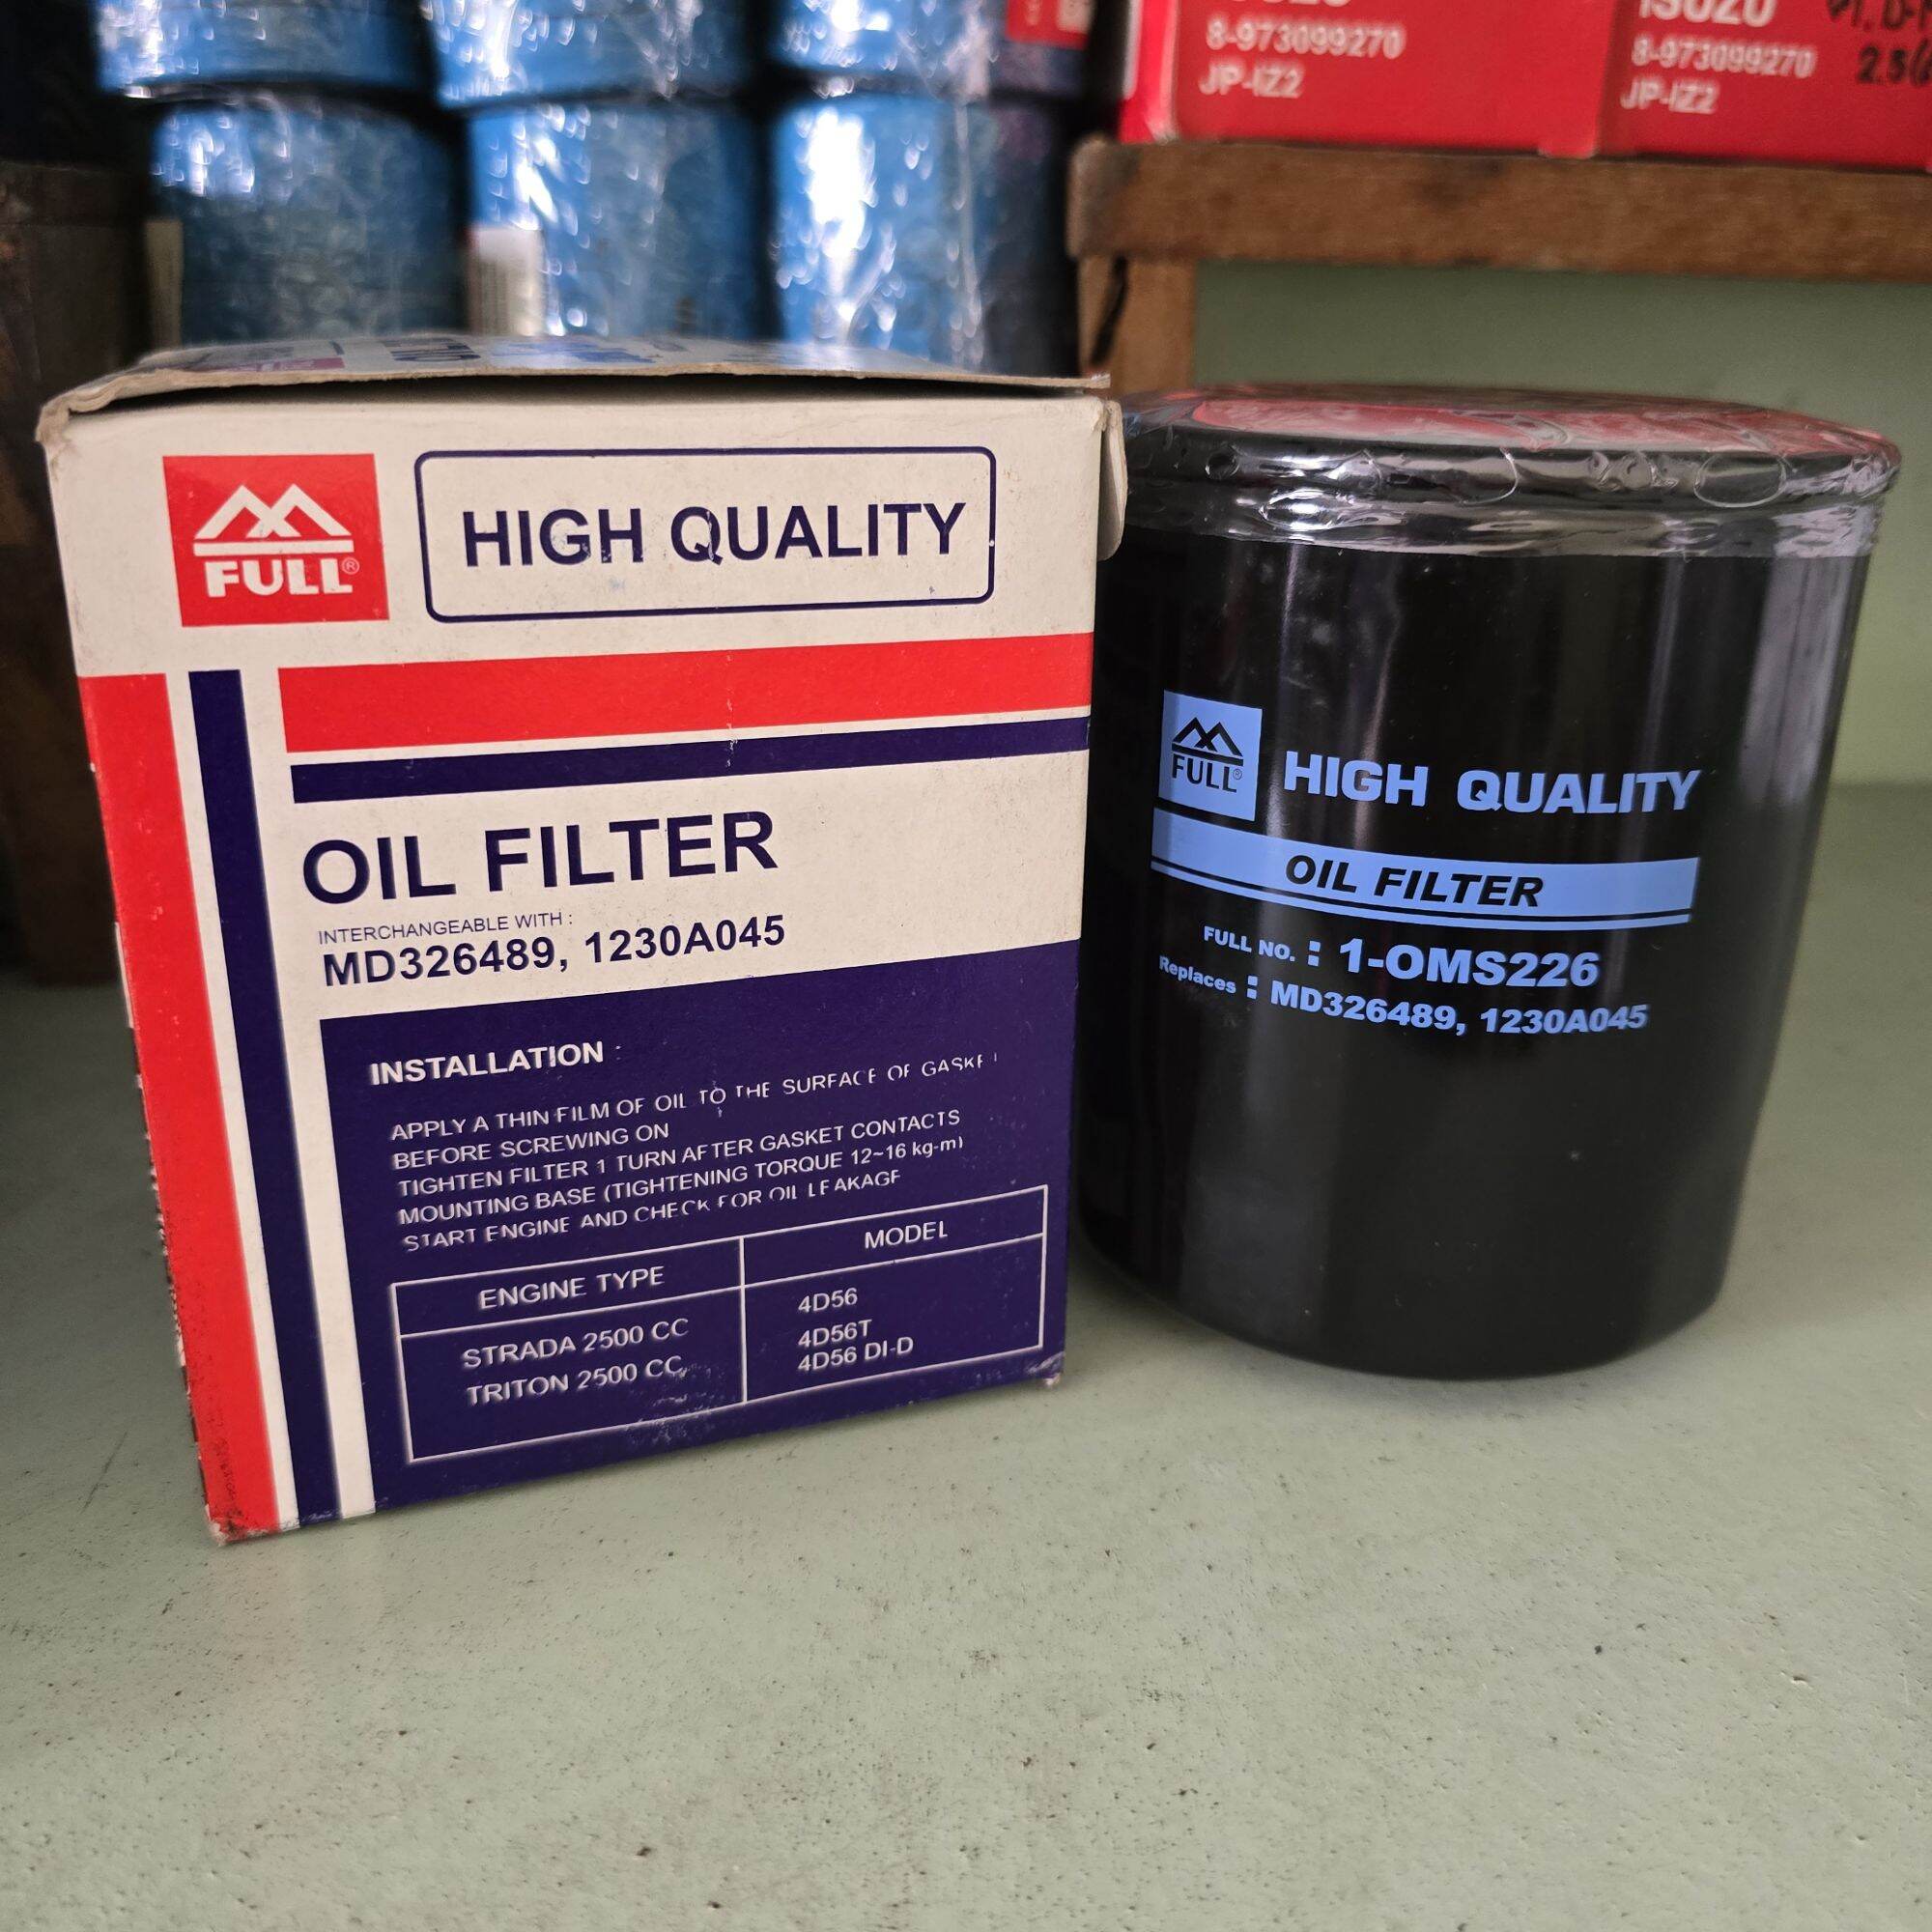 8-973099270
JP-IZ2
ISUZU
8-973099270
JP-IZ2
FULL®
HIGH QUALITY
OIL FILTER
INTERCHANGEABLE WITH :
MD326489, 1230A045
INSTALLATION :
APPLY A THIN FILM OF OIL TO THE SURFACE OF GASKET
BEFORE SCREWING ON
TIGHTEN FILTER 1 TURN AFTER GASKET CONTACTS
MOUNTING BASE (TIGHTENING TORQUE 12~16 kg-m)
START ENGINE AND CHECK FOR OIL LEAKAGE
ENGINE TYPE MODEL
STRADA 2500 CC 4D56
4D56T
TRITON 2500 CC 4D56 DI-D
FULL®
HIGH QUALITY
OIL FILTER
FULL NO. : 1-OMS226
Replaces : MD326489, 1230A045